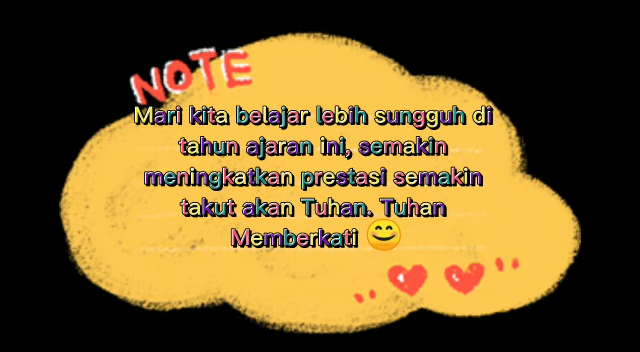 NOTE
Mari kita belajar lebih sungguh di
tahun ajaran ini, semakin
meningkatkan prestasi semakin
takut akan Tuhan. Tuhan
Memberkati 😊